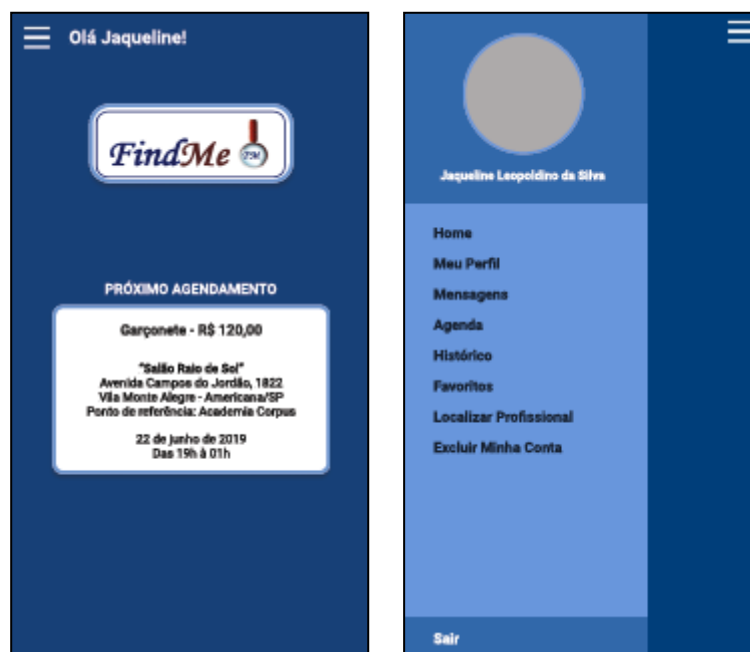 Olá Jaqueline!
FindMe
PRÓXIMO AGENDAMENTO
Garçonete - R$ 120,00
"Salão Raio de Sol"
Avenida Campos do Jordão, 1822
Vila Monte Alegre - Americana/SP
Ponto de referência: Academia Corpus
22 de junho de 2019
Das 19h à 01h
Jaqueline Leopoldino da Silva
Home
Meu Perfil
Mensagens
Agenda
Histórico
Favoritos
Localizar Profissional
Excluir Minha Conta
Sair